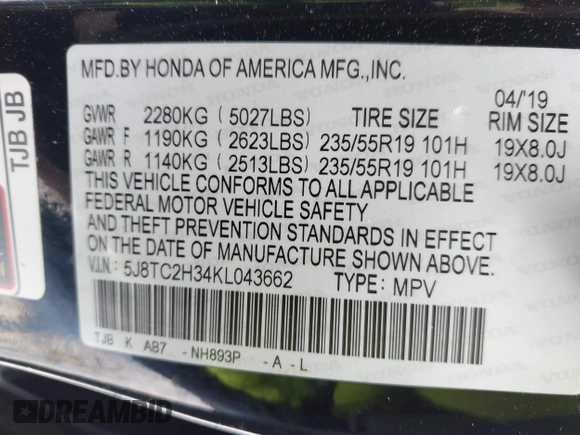 MFD.BY HONDA OF AMERICA MFG.,INC.
04/'19
GVWR 2280KG ( 5027LBS) TIRE SIZE RIM SIZE
GAWR F 1190KG ( 2623LBS) 235/55R19 101H 19X8.0J
GAWR R 1140KG ( 2513LBS) 235/55R19 101H 19X8.0J
THIS VEHICLE CONFORMS TO ALL APPLICABLE
FEDERAL MOTOR VEHICLE SAFETY
AND THEFT PREVENTION STANDARDS IN EFFECT
ON THE DATE OF MANUFACTURE SHOWN ABOVE.
V.I.N.: 5J8TC2H34KL043662 TYPE: MPV
TJB K AB7 -NH893P -A-L
TJB JB
DREAMBID